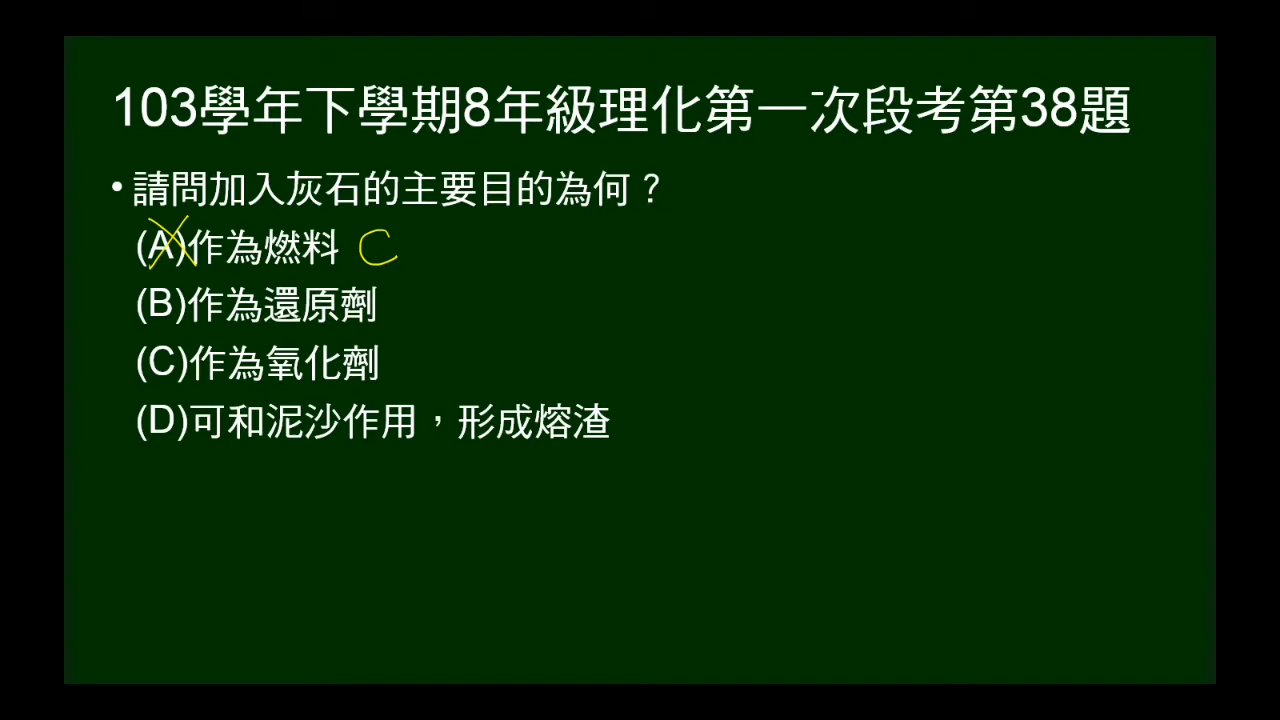 103學年下學期8年級理化第一次段考第38題
•請問加入灰石的主要目的為何？
(A)作為燃料 C
(B)作為還原劑
(C)作為氧化劑
(D)可和泥沙作用，形成熔渣